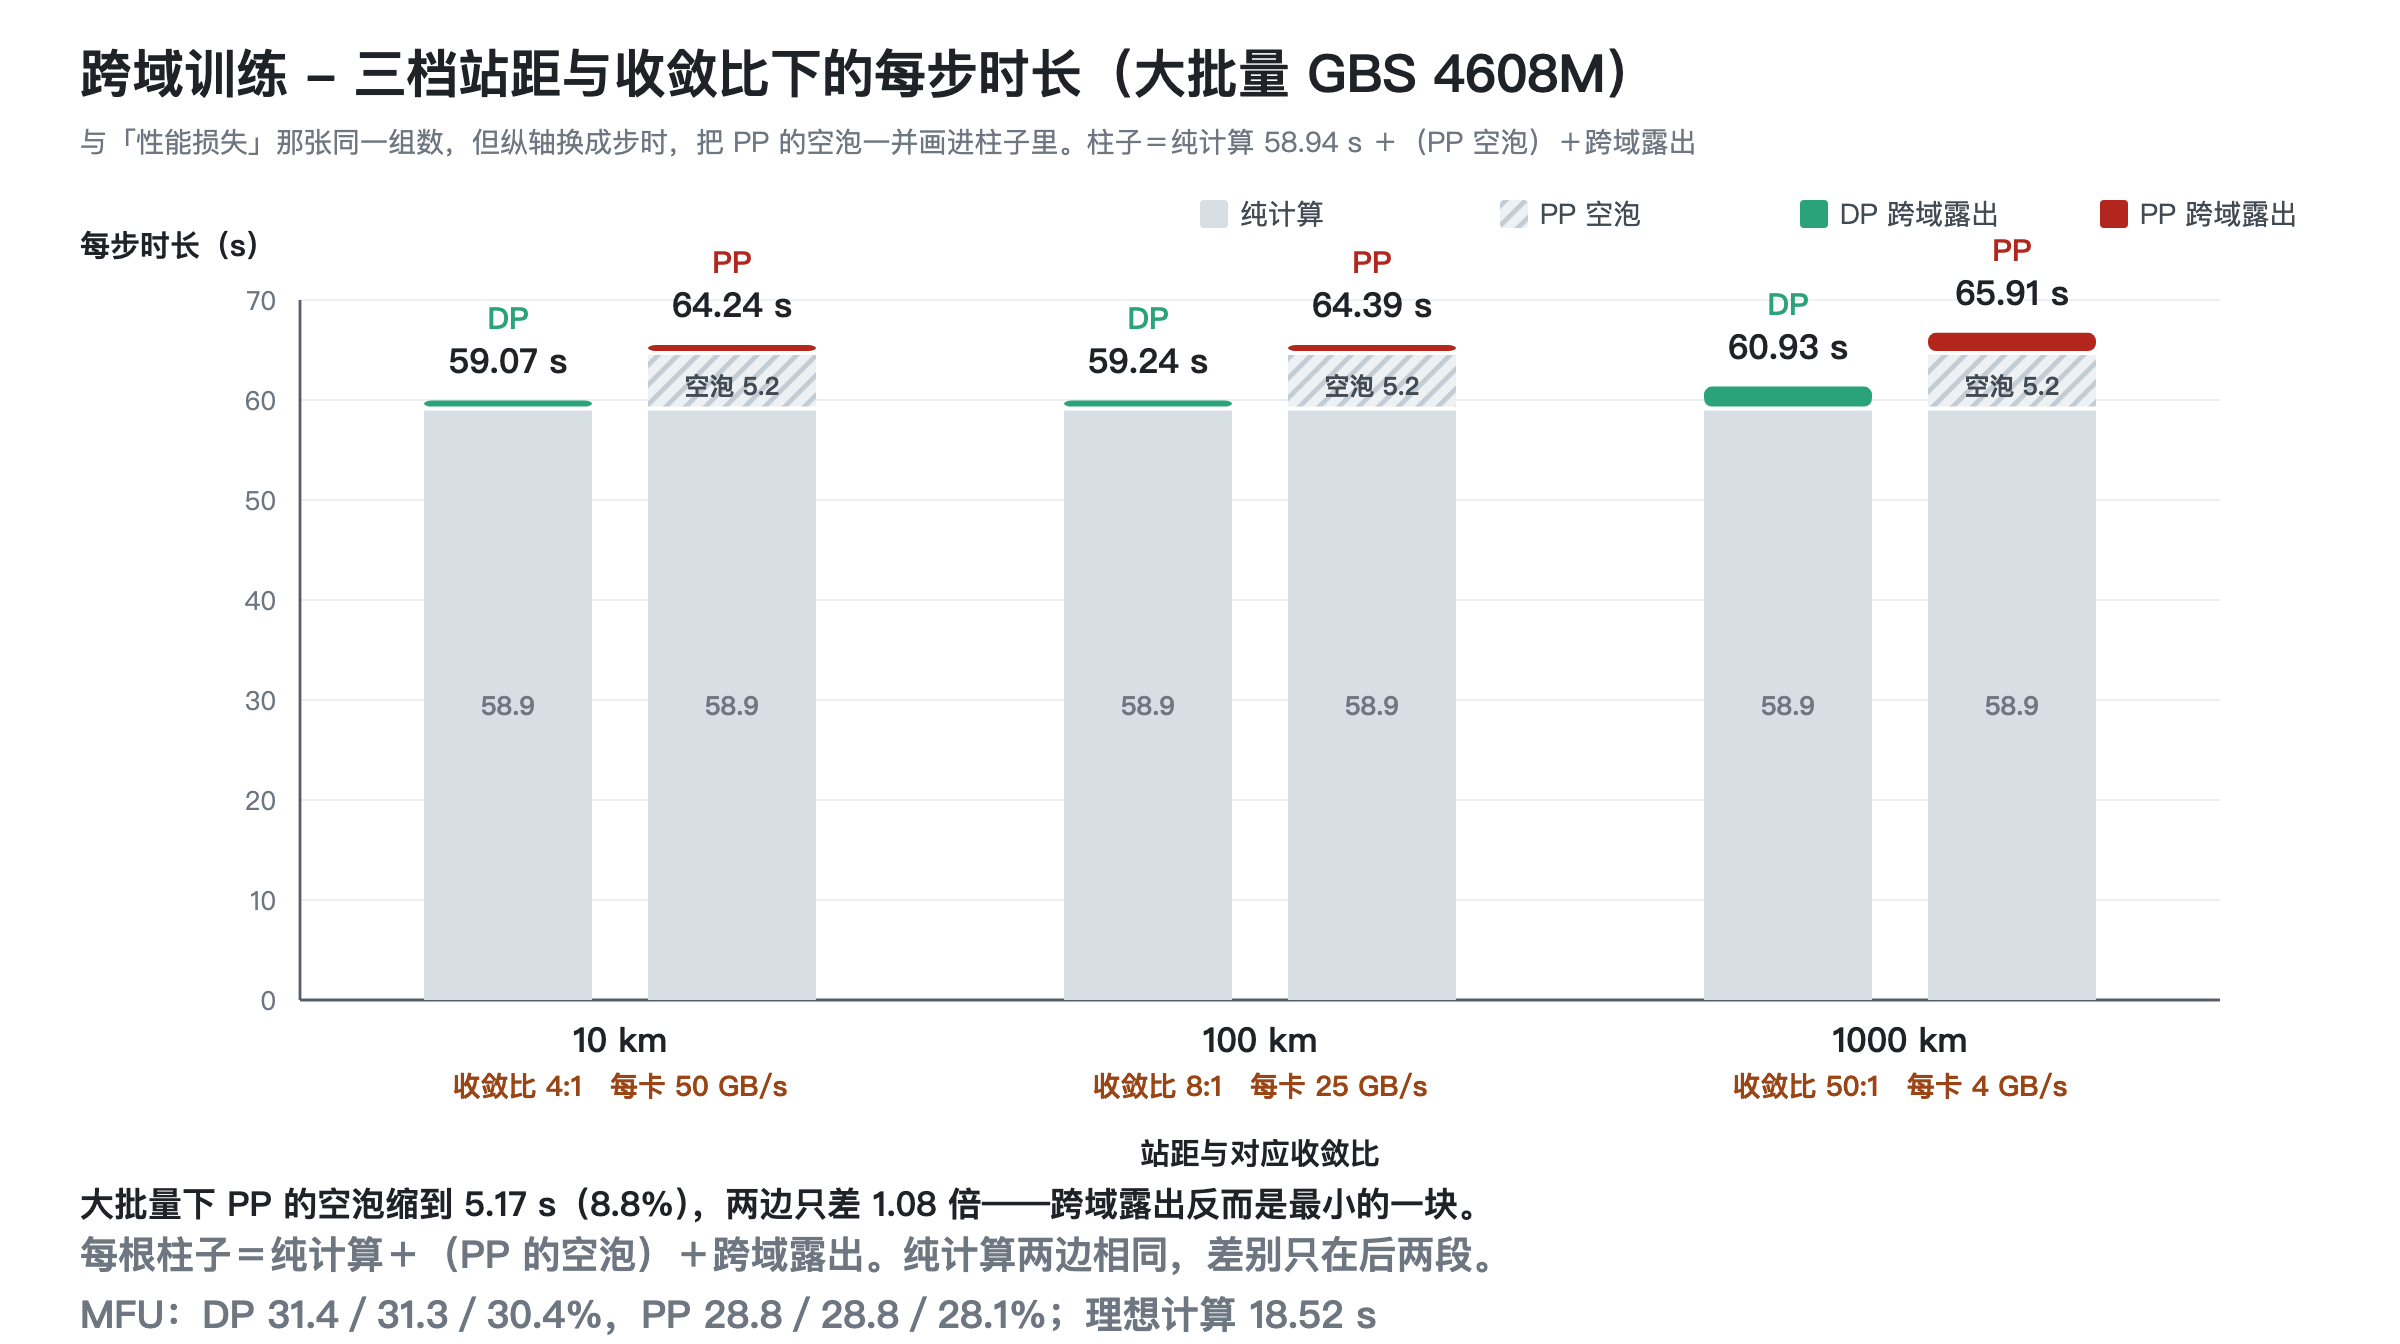 跨域训练 – 三档站距与收敛比下的每步时长（大批量 GBS 4608M）
与「性能损失」那张同一组数，但纵轴换成步时，把 PP 的空泡一并画进柱子里。柱子＝纯计算 58.94 s ＋（PP 空泡）＋跨域露出
纯计算
PP 空泡
DP 跨域露出
PP 跨域露出
每步时长（s）
70
60
50
40
30
20
10
0
DP
59.07 s
58.9
PP
64.24 s
空泡 5.2
58.9
DP
59.24 s
58.9
PP
64.39 s
空泡 5.2
58.9
DP
60.93 s
58.9
PP
65.91 s
空泡 5.2
58.9
10 km
收敛比 4:1 每卡 50 GB/s
100 km
收敛比 8:1 每卡 25 GB/s
1000 km
收敛比 50:1 每卡 4 GB/s
站距与对应收敛比
大批量下 PP 的空泡缩到 5.17 s（8.8%），两边只差 1.08 倍——跨域露出反而是最小的一块。
每根柱子＝纯计算＋（PP 的空泡）＋跨域露出。纯计算两边相同，差别只在后两段。
MFU：DP 31.4 / 31.3 / 30.4%，PP 28.8 / 28.8 / 28.1%；理想计算 18.52 s